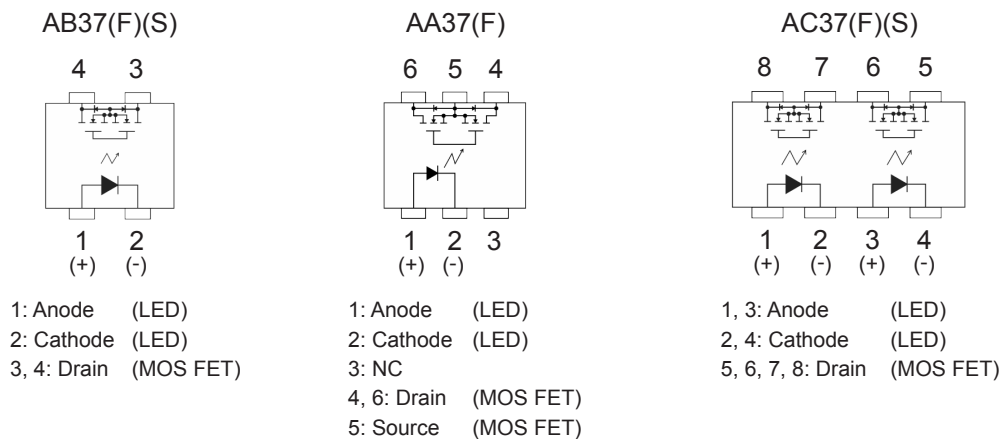 AB37(F)(S)
4 3
1 2
(+) (-)
1: Anode (LED)
2: Cathode (LED)
3, 4: Drain (MOS FET)
AA37(F)
6 5 4
1 2 3
(+) (-)
1: Anode (LED)
2: Cathode (LED)
3: NC
4, 6: Drain (MOS FET)
5: Source (MOS FET)
AC37(F)(S)
8 7 6 5
1 2 3 4
(+) (-) (+) (-)
1, 3: Anode (LED)
2, 4: Cathode (LED)
5, 6, 7, 8: Drain (MOS FET)